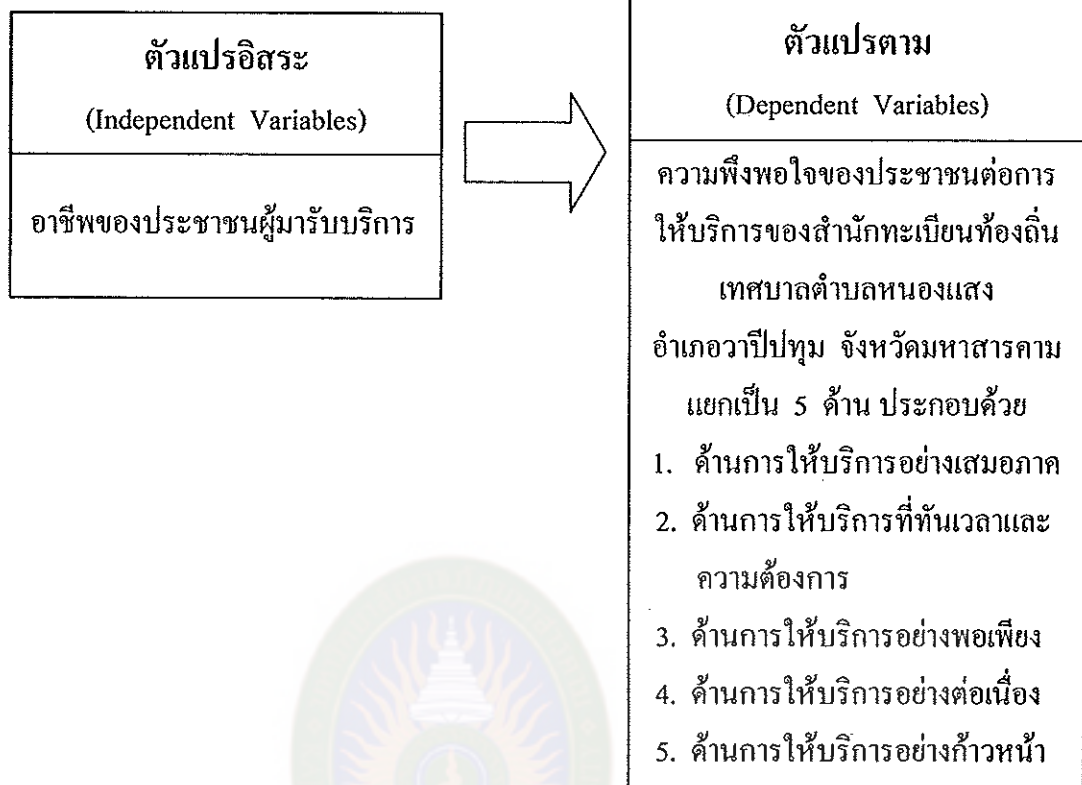 ตัวแปรอิสระ
(Independent Variables)
อาชีพของประชาชนผู้มารับบริการ
ตัวแปรตาม
(Dependent Variables)
ความพึงพอใจของประชาชนต่อการ
ให้บริการของสำนักทะเบียนท้องถิ่น
เทศบาลตำบลหนองแสง
อำเภอวาปีปทุม จังหวัดมหาสารคาม
แยกเป็น 5 ด้าน ประกอบด้วย
1. ด้านการให้บริการอย่างเสมอภาค
2. ด้านการให้บริการที่ทันเวลาและ
ความต้องการ
3. ด้านการให้บริการอย่างพอเพียง
4. ด้านการให้บริการอย่างต่อเนื่อง
5. ด้านการให้บริการอย่างก้าวหน้า